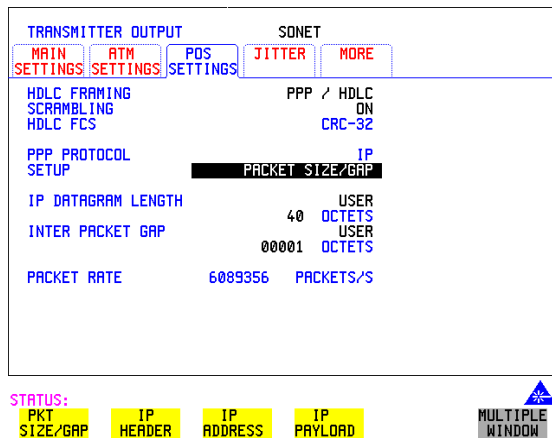 TRANSMITTER OUTPUT SONET
MAIN SETTINGS ATM SETTINGS POS SETTINGS JITTER MORE
HDLC FRAMING PPP / HDLC
SCRAMBLING ON
HDLC FCS CRC-32
PPP PROTOCOL IP
SETUP PACKET SIZE/GAP
IP DATAGRAM LENGTH USER
40 OCTETS
INTER PACKET GAP USER
00001 OCTETS
PACKET RATE 6089356 PACKETS/S
STATUS:
PKT SIZE/GAP IP HEADER IP ADDRESS IP PAYLOAD MULTIPLE WINDOW